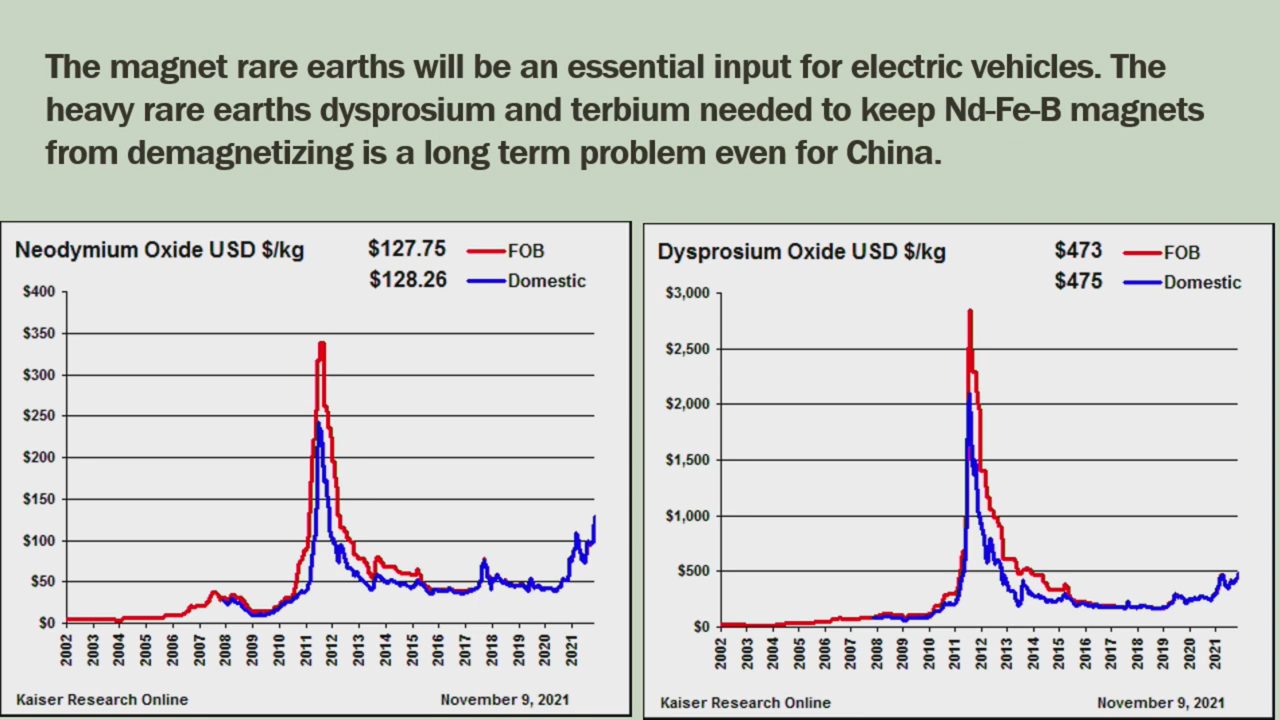 The magnet rare earths will be an essential input for electric vehicles. The
heavy rare earths dysprosium and terbium needed to keep Nd-Fe-B magnets
from demagnetizing is a long term problem even for China.
Neodymium Oxide USD $/kg
$127.75
FOB
$128.26
Domestic
$400
$350
$300
$250
$200
$150
$100
$50
$0
2002 2003 2004 2005 2006 2007 2008 2009 2010 2011 2012 2013 2014 2015 2016 2017 2018 2019 2020 2021
Kaiser Research Online
November 9, 2021
Dysprosium Oxide USD $/kg
$473
FOB
$475
Domestic
$3,000
$2,500
$2,000
$1,500
$1,000
$500
$0
2002 2003 2004 2005 2006 2007 2008 2009 2010 2011 2012 2013 2014 2015 2016 2017 2018 2019 2020 2021
Kaiser Research Online
November 9, 2021